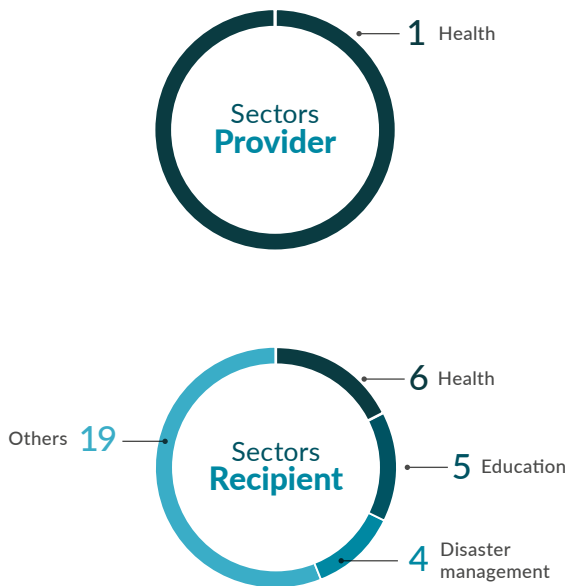 1 Health
Sectors
Provider
6 Health
Others 19
Sectors
Recipient
5 Education
4 Disaster
management